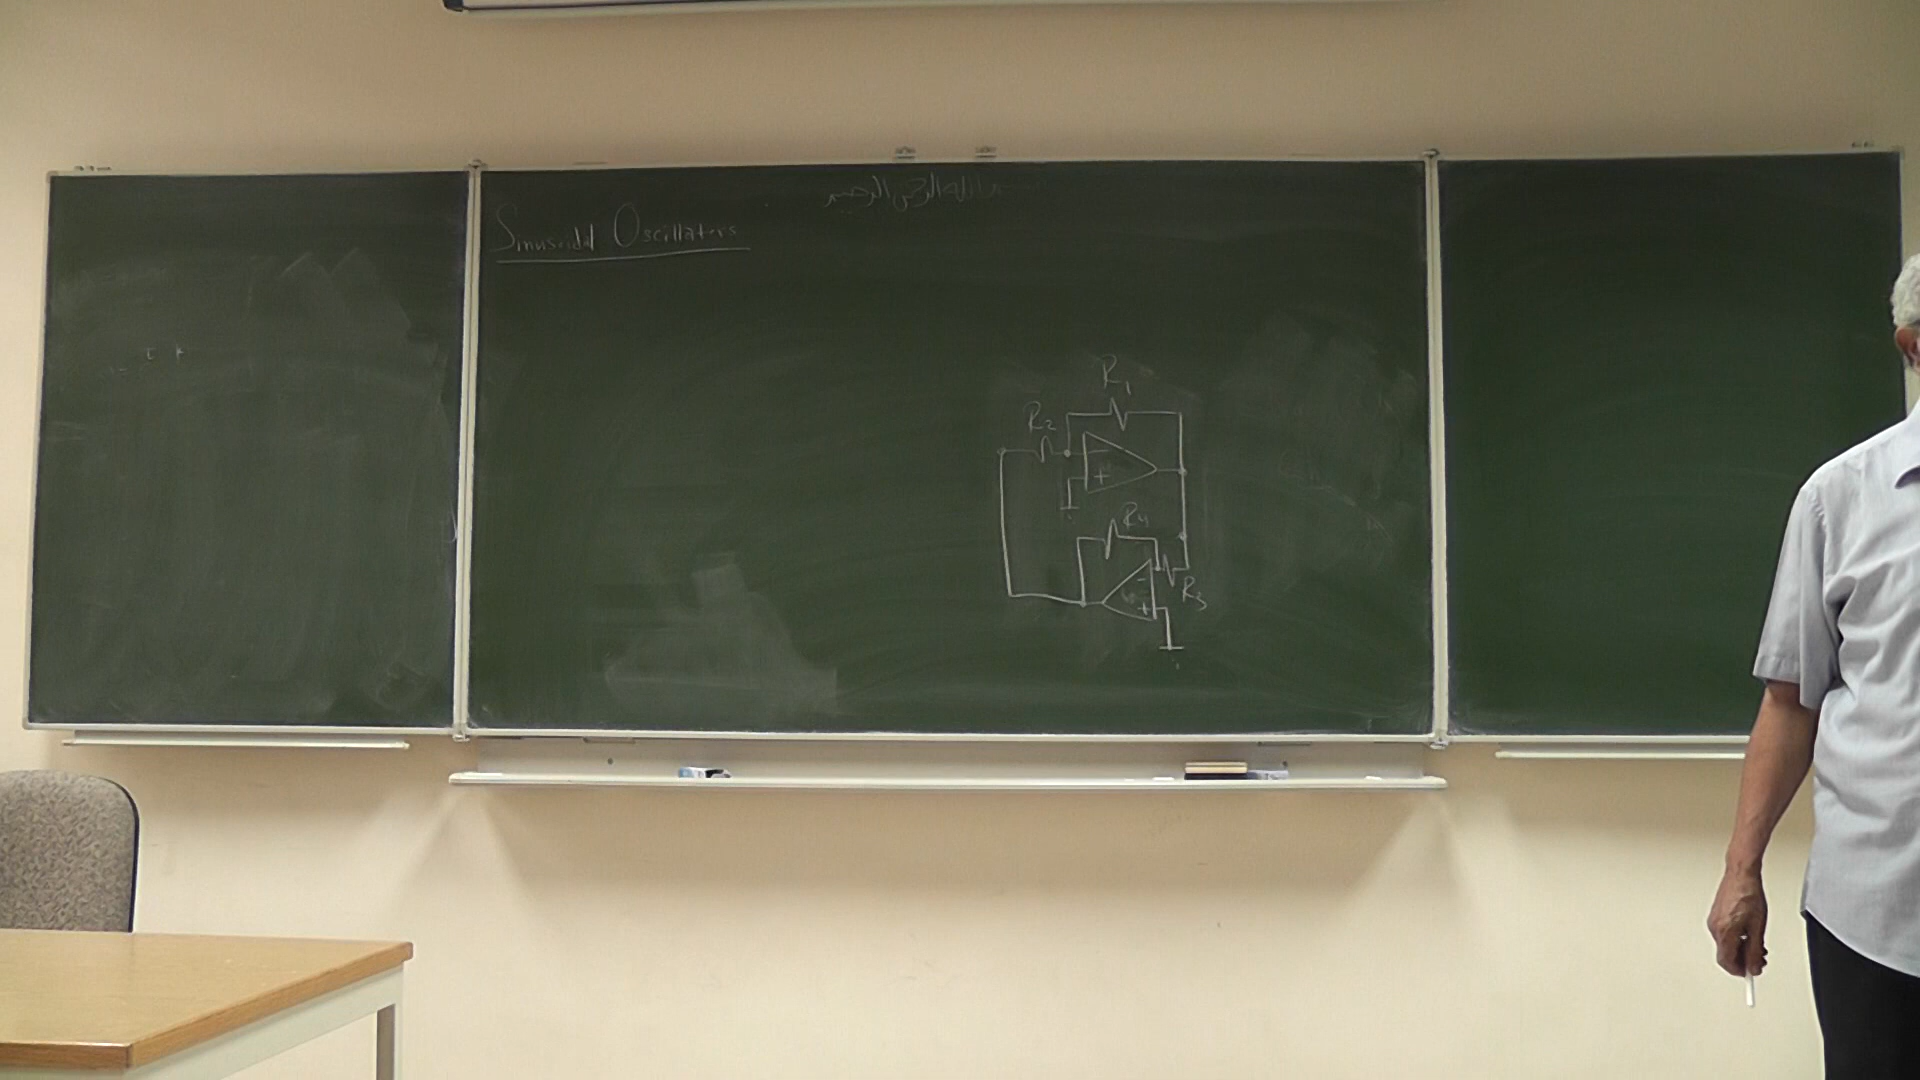 بسم الله الرحمن الرحيم
Sinusoidal Oscillators
R1
R2
-
+
R4
-
R3
+